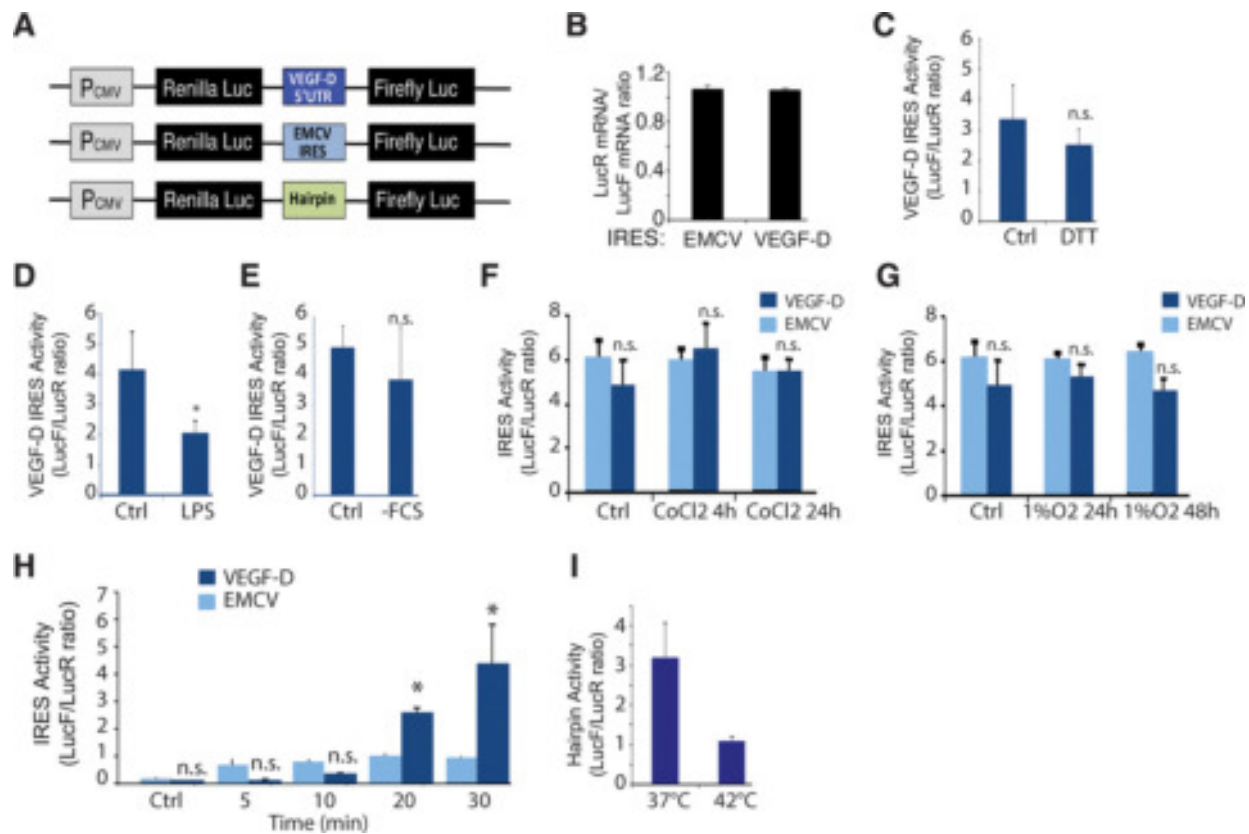 A
PCMV Renilla Luc VEGF-D 5'UTR Firefly Luc
PCMV Renilla Luc EMCV IRES Firefly Luc
PCMV Renilla Luc Hairpin Firefly Luc
B
LucR mRNA/
LucF mRNA ratio
1.2
0.8
0.4
0
IRES: EMCV VEGF-D
C
VEGF-D IRES Activity
(LucF/LucR ratio)
6
5
4
3
2
1
0
n.s.
Ctrl DTT
D
VEGF-D IRES Activity
(LucF/LucR ratio)
6
5
4
3
2
1
0
*
Ctrl LPS
E
VEGF-D IRES Activity
(LucF/LucR ratio)
6
5
4
3
2
1
0
n.s.
Ctrl -FCS
F
VEGF-D
EMCV
IRES Activity
(LucF/LucR ratio)
8
6
4
2
0
n.s. n.s. n.s.
Ctrl CoCl2 4h CoCl2 24h
G
VEGF-D
EMCV
IRES Activity
(LucF/LucR ratio)
8
6
4
2
0
n.s. n.s. n.s.
Ctrl 1%O2 24h 1%O2 48h
H
VEGF-D
EMCV
IRES Activity
(LucF/LucR ratio)
7
6
5
4
3
2
1
0
n.s. n.s. n.s. * *
Ctrl 5 10 20 30
Time (min)
I
Hairpin Activity
(LucF/LucR ratio)
4
3
2
1
0
37°C 42°C